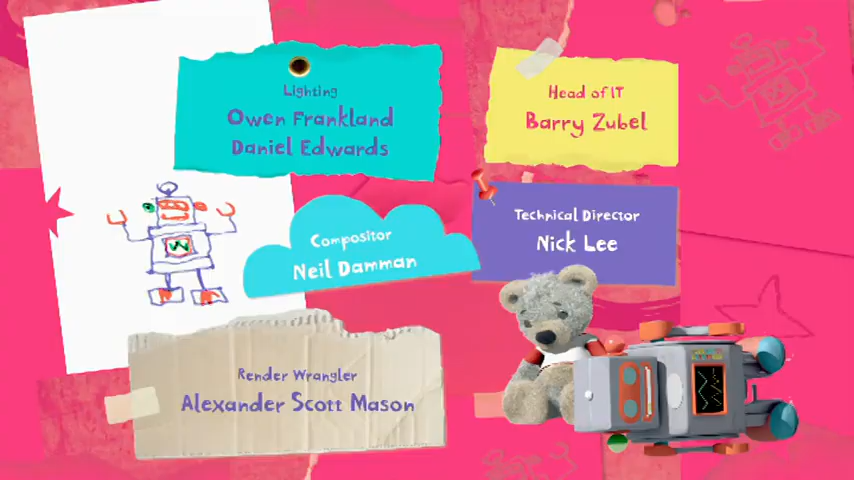 Lighting
Owen Frankland
Daniel Edwards
Head of IT
Barry Zubel
Compositor
Neil Damman
Technical Director
Nick Lee
Render Wrangler
Alexander Scott Mason